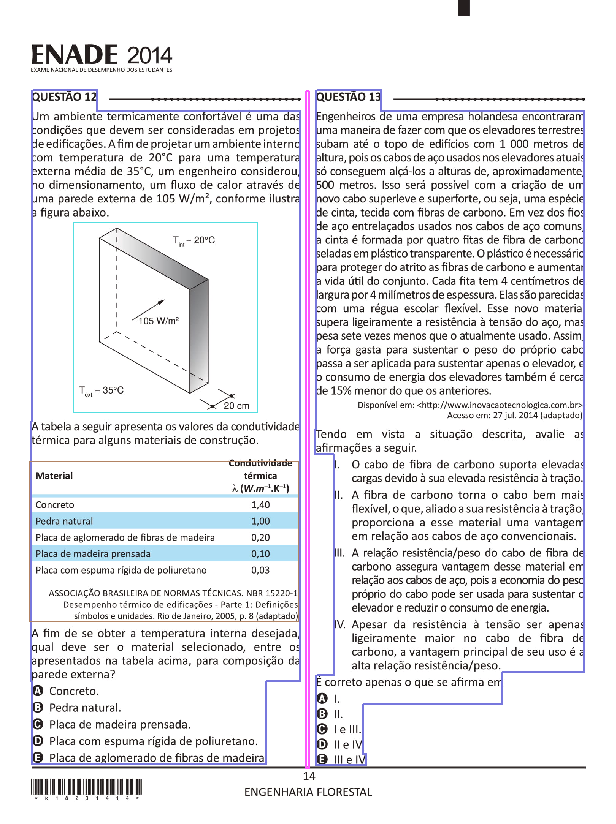 ENADE 2014
EXAME NACIONAL DE DESEMPENHO DOS ESTUDANTES
QUESTÃO 12
Um ambiente termicamente confortável é uma das
condições que devem ser consideradas em projetos
de edificações. A fim de projetar um ambiente interno
com temperatura de 20°C para uma temperatura
externa média de 35°C, um engenheiro considerou,
no dimensionamento, um fluxo de calor através de
uma parede externa de 105 W/m², conforme ilustra
a figura abaixo.
T int = 20°C
105 W/m²
T ext = 35°C
20 cm
A tabela a seguir apresenta os valores da condutividade
térmica para alguns materiais de construção.
Material
Condutividade
térmica
λ (W.m⁻¹.K⁻¹)
Concreto 1,40
Pedra natural 1,00
Placa de aglomerado de fibras de madeira 0,20
Placa de madeira prensada 0,10
Placa com espuma rígida de poliuretano 0,03
ASSOCIAÇÃO BRASILEIRA DE NORMAS TÉCNICAS. NBR 15220-1
Desempenho térmico de edificações - Parte 1: Definições
símbolos e unidades. Rio de Janeiro, 2005, p. 8 (adaptado)
A fim de se obter a temperatura interna desejada,
qual deve ser o material selecionado, entre os
apresentados na tabela acima, para composição da
parede externa?
A Concreto.
B Pedra natural.
C Placa de madeira prensada.
D Placa com espuma rígida de poliuretano.
E Placa de aglomerado de fibras de madeira
QUESTÃO 13
Engenheiros de uma empresa holandesa encontraram
uma maneira de fazer com que os elevadores terrestres
subam até o topo de edifícios com 1 000 metros de
altura, pois os cabos de aço usados nos elevadores atuais
só conseguem alçá-los a alturas de, aproximadamente,
500 metros. Isso será possível com a criação de um
novo cabo superleve e superforte, ou seja, uma espécie
de cinta, tecida com fibras de carbono. Em vez dos fios
de aço entrelaçados usados nos cabos de aço comuns,
a cinta é formada por quatro fitas de fibra de carbono
seladas em plástico transparente. O plástico é necessário
para proteger do atrito as fibras de carbono e aumentar
a vida útil do conjunto. Cada fita tem 4 centímetros de
largura por 4 milímetros de espessura. Elas são parecidas
com uma régua escolar flexível. Esse novo material
supera ligeiramente a resistência à tensão do aço, mas
pesa sete vezes menos que o atualmente usado. Assim,
a força gasta para sustentar o peso do próprio cabo
passa a ser aplicada para sustentar apenas o elevador, e
o consumo de energia dos elevadores também é cerca
de 15% menor do que os anteriores.
Disponível em: <http://www.inovacaotecnologica.com.br>
Acesso em: 27 jul. 2014 (adaptado)
Tendo em vista a situação descrita, avalie as
afirmações a seguir.
I. O cabo de fibra de carbono suporta elevadas
cargas devido à sua elevada resistência à tração.
II. A fibra de carbono torna o cabo bem mais
flexível, o que, aliado a sua resistência à tração,
proporciona a esse material uma vantagem
em relação aos cabos de aço convencionais.
III. A relação resistência/peso do cabo de fibra de
carbono assegura vantagem desse material em
relação aos cabos de aço, pois a economia do peso
próprio do cabo pode ser usada para sustentar o
elevador e reduzir o consumo de energia.
IV. Apesar da resistência à tensão ser apenas
ligeiramente maior no cabo de fibra de
carbono, a vantagem principal de seu uso é a
alta relação resistência/peso.
É correto apenas o que se afirma em
A I.
B II.
C I e III.
D II e IV
E III e IV
14
ENGENHARIA FLORESTAL